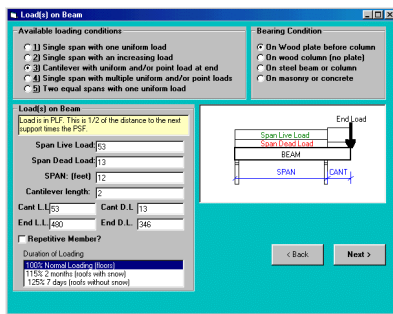 Load(s) on Beam
Available loading conditions
1) Single span with one uniform load
2) Single span with an increasing load
3) Cantilever with uniform and/or point load at end
4) Single span with multiple uniform and/or point loads
5) Two equal spans with one uniform load
Bearing Condition
On Wood plate before column
On wood column (no plate)
On steel beam or column
On masonry or concrete
Load(s) on Beam
Load is in PLF. This is 1/2 of the distance to the next
support times the PSF.
Span Live Load: 53
Span Dead Load: 13
SPAN: (feet) 12
Cantilever length: 2
Cant L.L 53 Cant D.L 13
End L.L. 480 End D.L. 346
Repetitive Member?
Duration of Loading
100% Normal Loading (floors)
115% 2 months (roofs with snow)
125% 7 days (roofs without snow)
End Load
Span Live Load
Span Dead Load
BEAM
SPAN CANT
< Back Next >